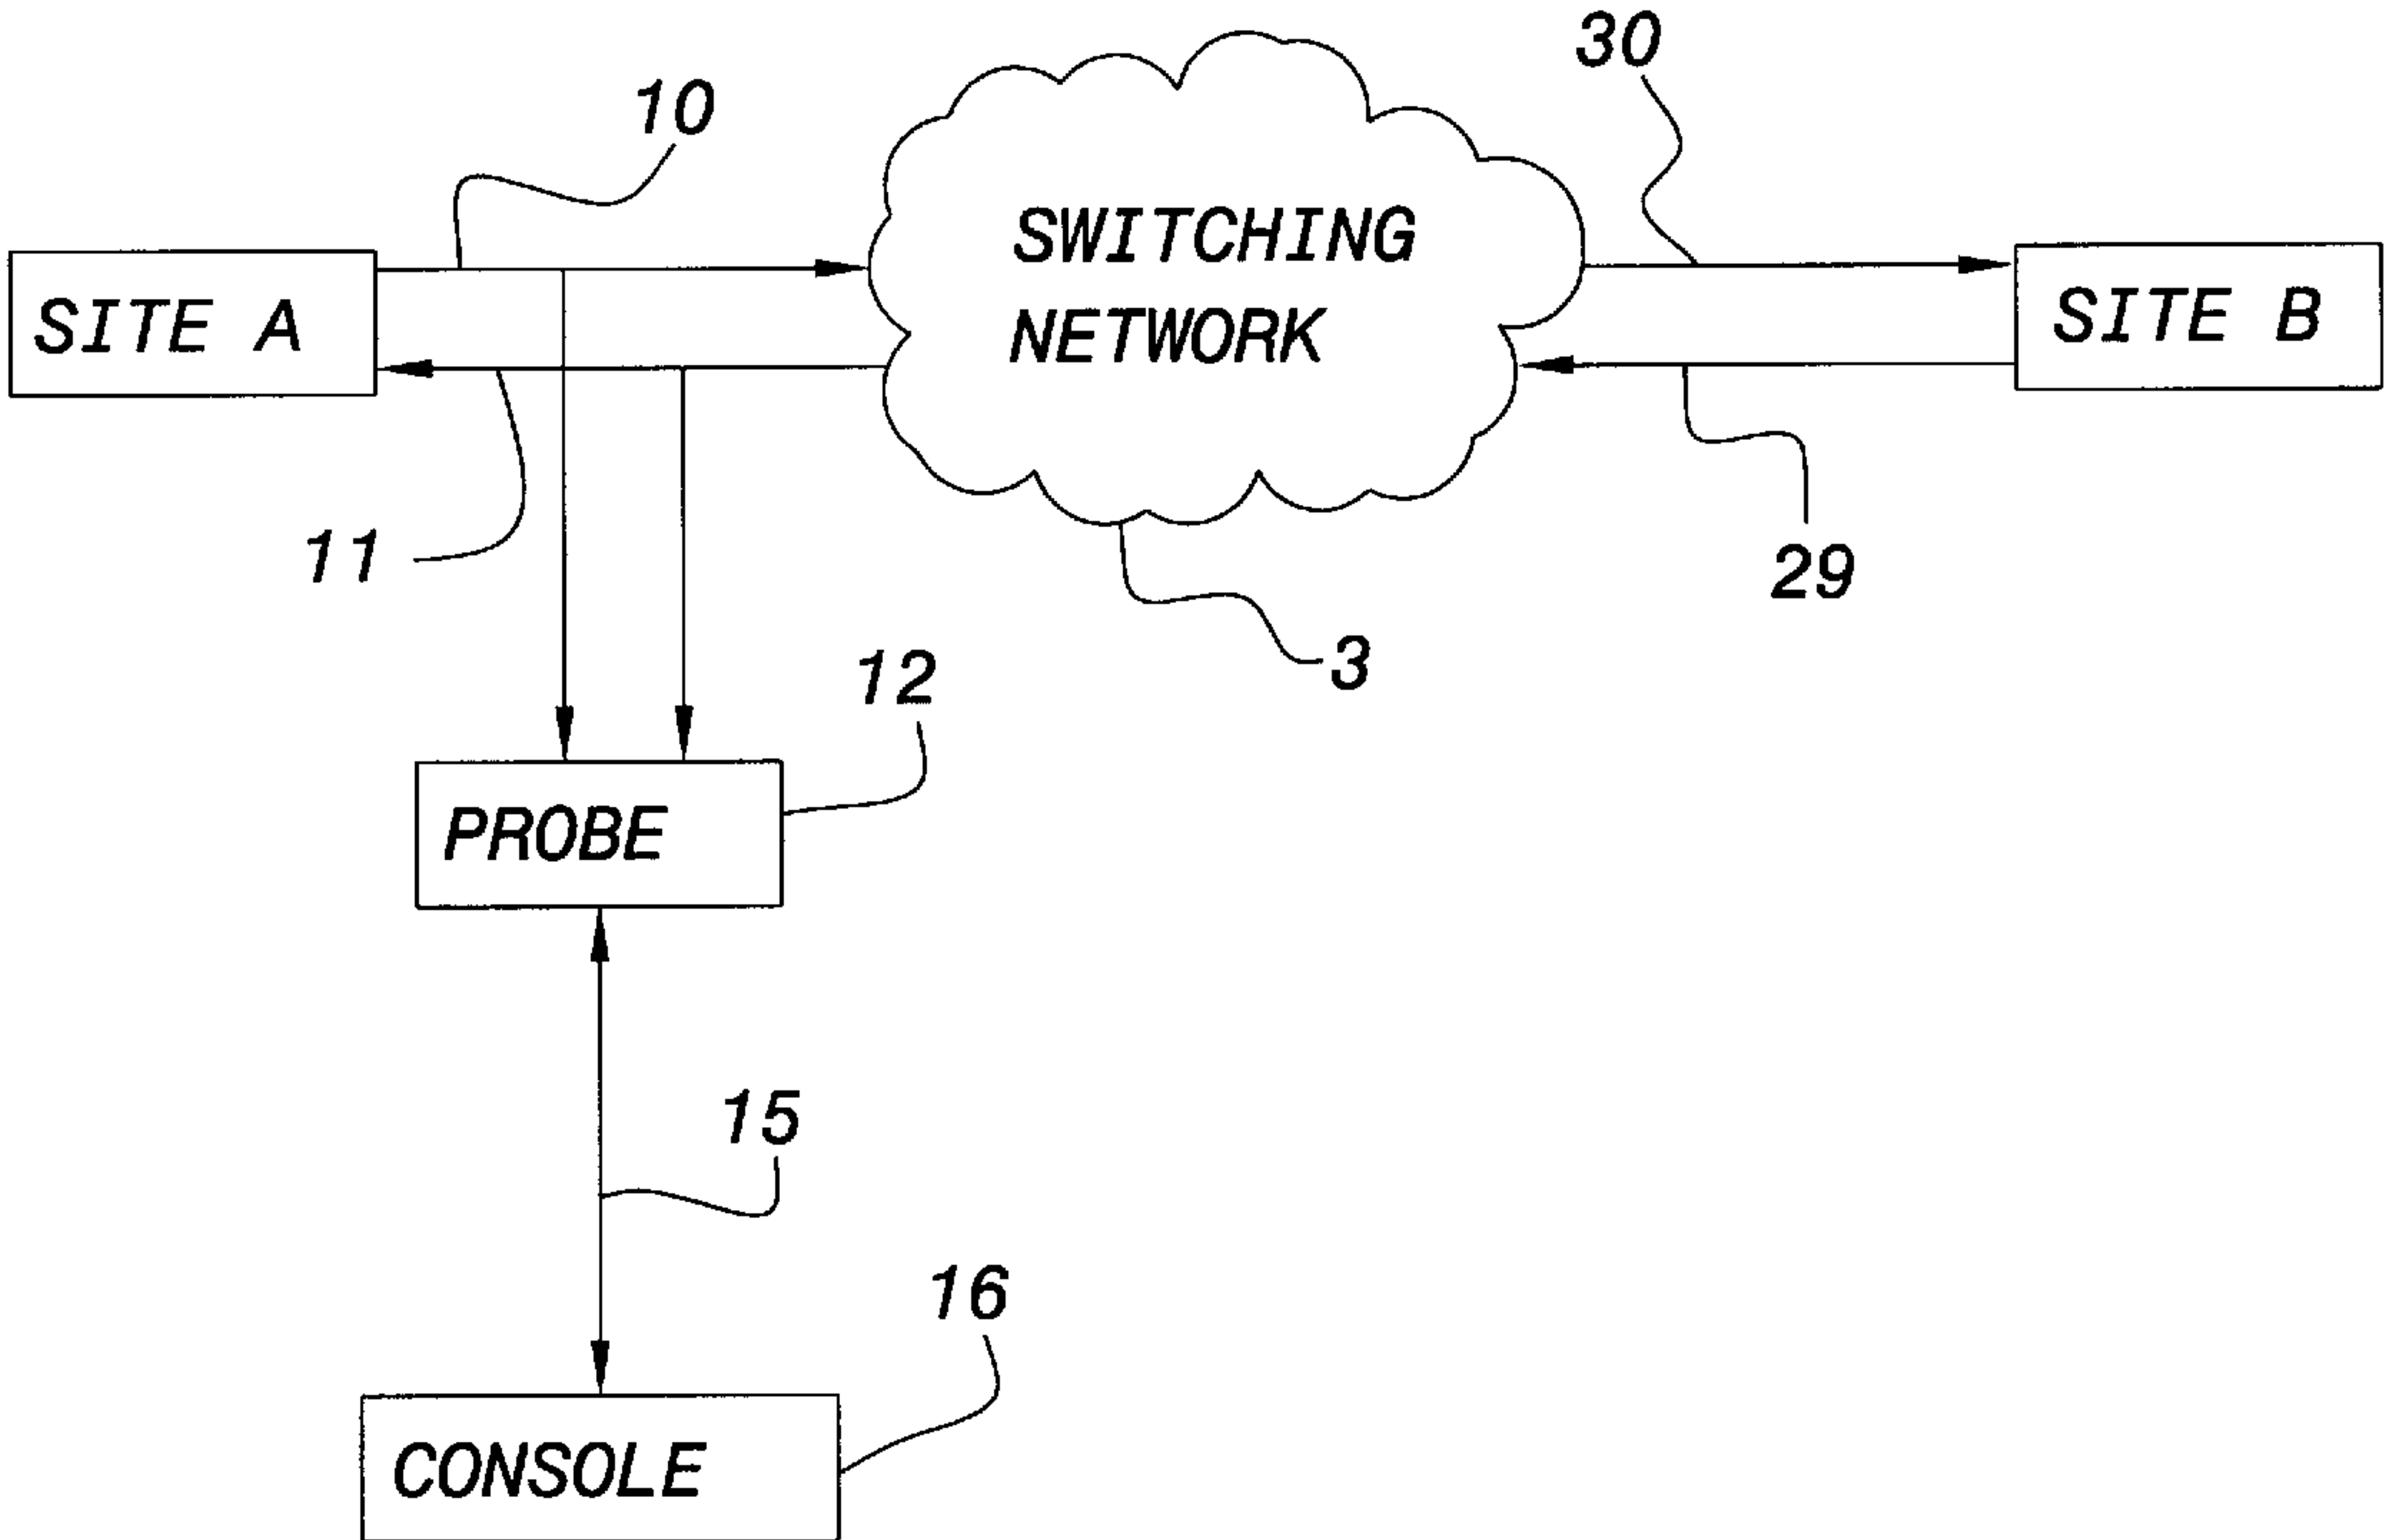 30
10
SWITCHING
NETWORK
SITE A
SITE B
11
29
3
12
PROBE
15
16
CONSOLE